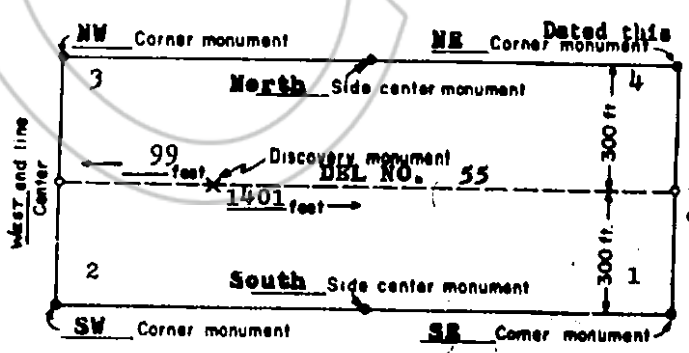 NW Corner monument
NE Corner monument
Dated this
3
North Side center monument
4
300 ft
WEST end line
Center
99 feet
Discovery monument
DEL NO. 55
1401 feet
300 ft.
2
South Side center monument
1
SW Corner monument
SE Corner monument